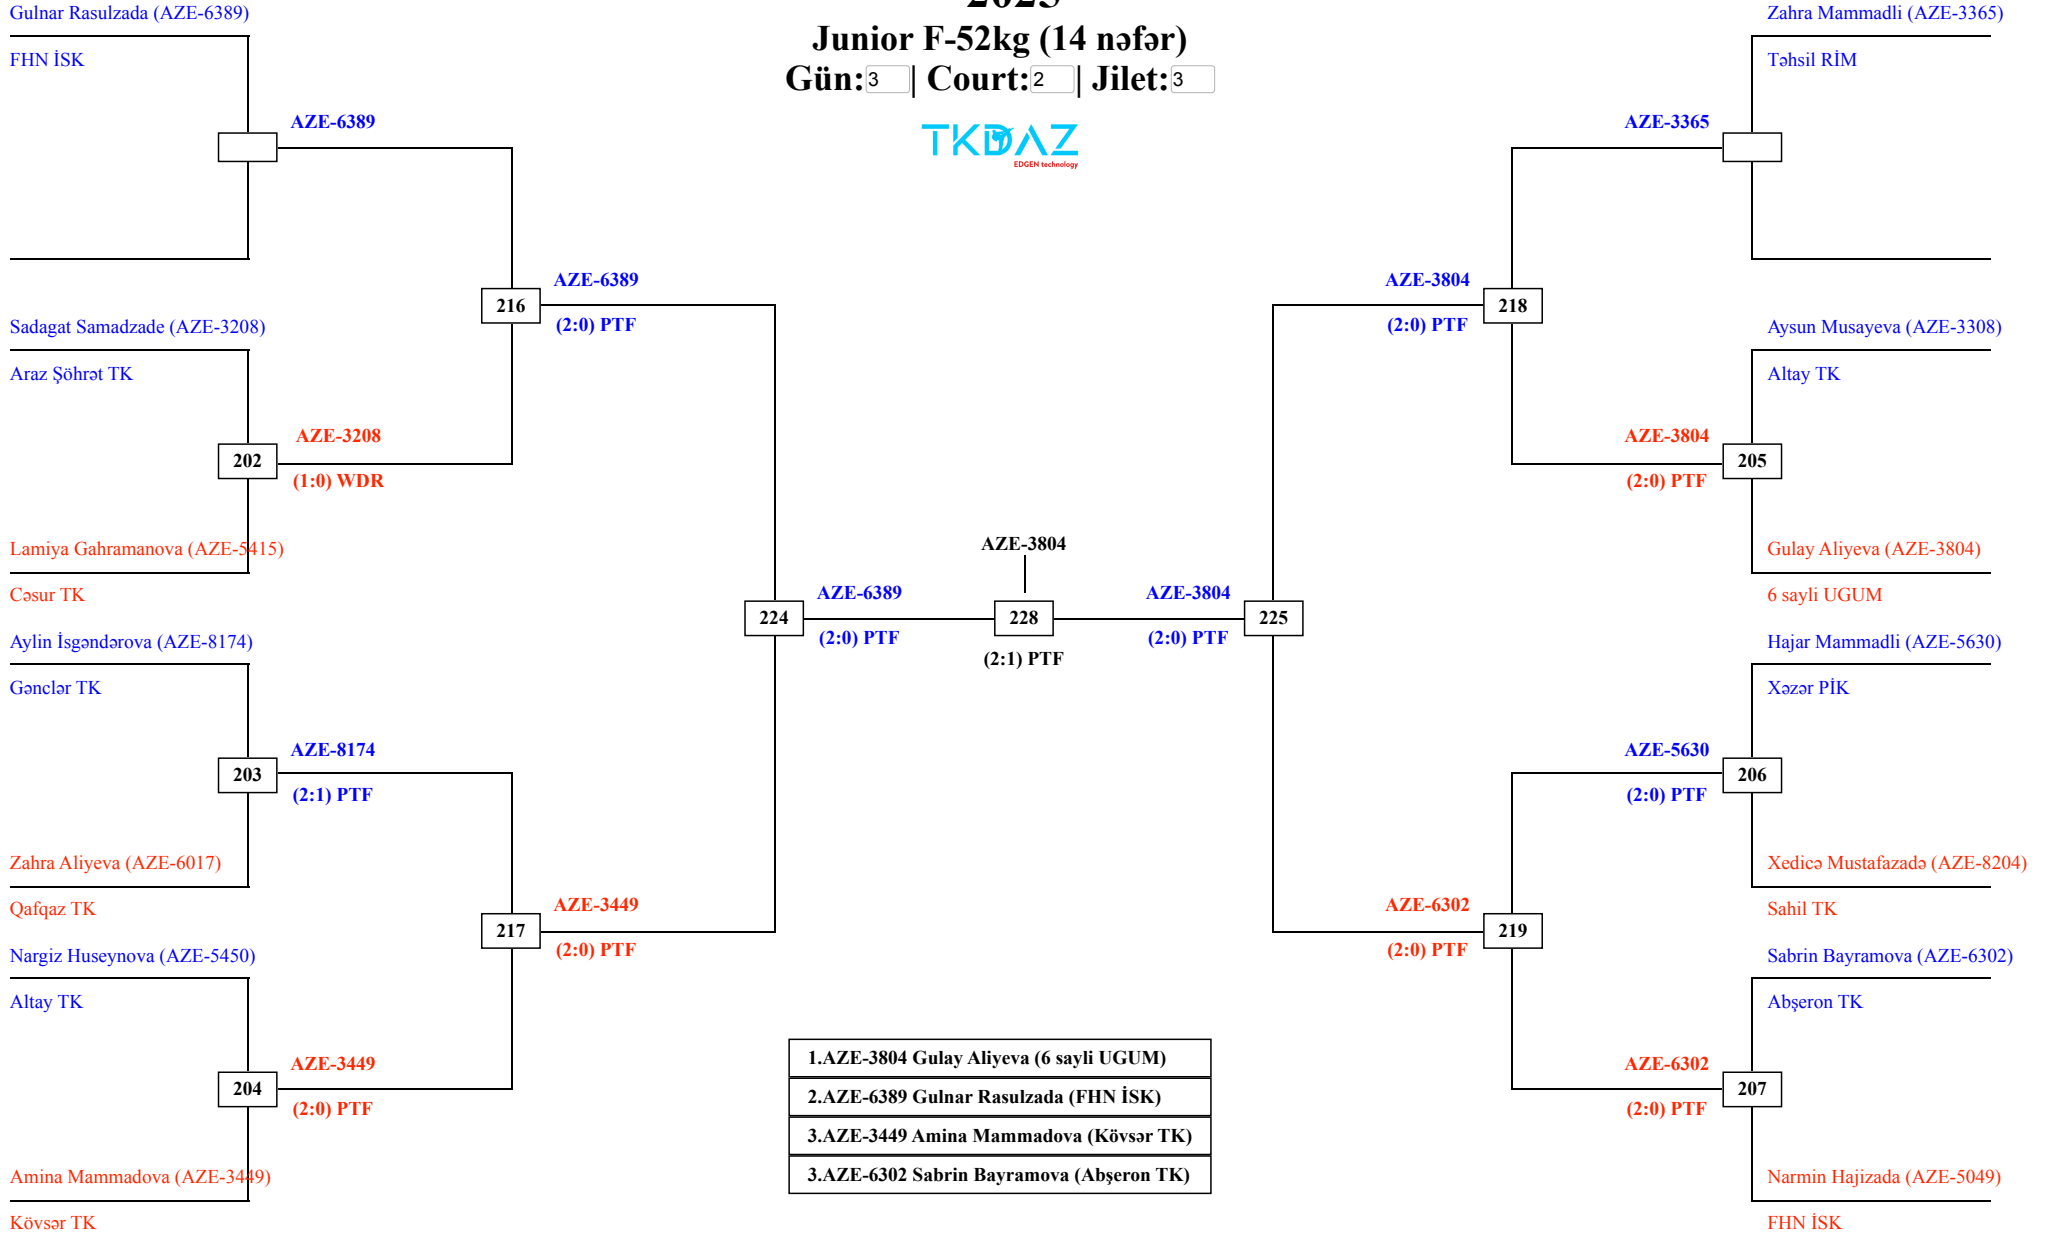 2025
Junior F-52kg (14 nəfər)
Gün: 3 | Court: 2 | Jilet: 3
TKDAZ
EDGEN technology
Gulnar Rasulzada (AZE-6389)
FHN İSK
AZE-6389
Sadagat Samadzade (AZE-3208)
Araz Şöhrət TK
202
AZE-3208
(1:0) WDR
Lamiya Gahramanova (AZE-5415)
Cəsur TK
216
AZE-6389
(2:0) PTF
Aylin İsgəndərova (AZE-8174)
Gənclər TK
203
AZE-8174
(2:1) PTF
Zahra Aliyeva (AZE-6017)
Qafqaz TK
217
AZE-3449
(2:0) PTF
Nargiz Huseynova (AZE-5450)
Altay TK
204
AZE-3449
(2:0) PTF
Amina Mammadova (AZE-3449)
Kövsər TK
224
AZE-6389
(2:0) PTF
AZE-3804
228
(2:1) PTF
AZE-3804
(2:0) PTF
225
Zahra Mammadli (AZE-3365)
Təhsil RİM
AZE-3365
AZE-3804
(2:0) PTF
218
Aysun Musayeva (AZE-3308)
Altay TK
AZE-3804
(2:0) PTF
205
Gulay Aliyeva (AZE-3804)
6 sayli UGUM
Hajar Mammadli (AZE-5630)
Xəzər PİK
AZE-5630
(2:0) PTF
206
Xedicə Mustafazadə (AZE-8204)
Sahil TK
AZE-6302
(2:0) PTF
219
Sabrin Bayramova (AZE-6302)
Abşeron TK
AZE-6302
(2:0) PTF
207
Narmin Hajizada (AZE-5049)
FHN İSK
1.AZE-3804 Gulay Aliyeva (6 sayli UGUM)
2.AZE-6389 Gulnar Rasulzada (FHN İSK)
3.AZE-3449 Amina Mammadova (Kövsər TK)
3.AZE-6302 Sabrin Bayramova (Abşeron TK)